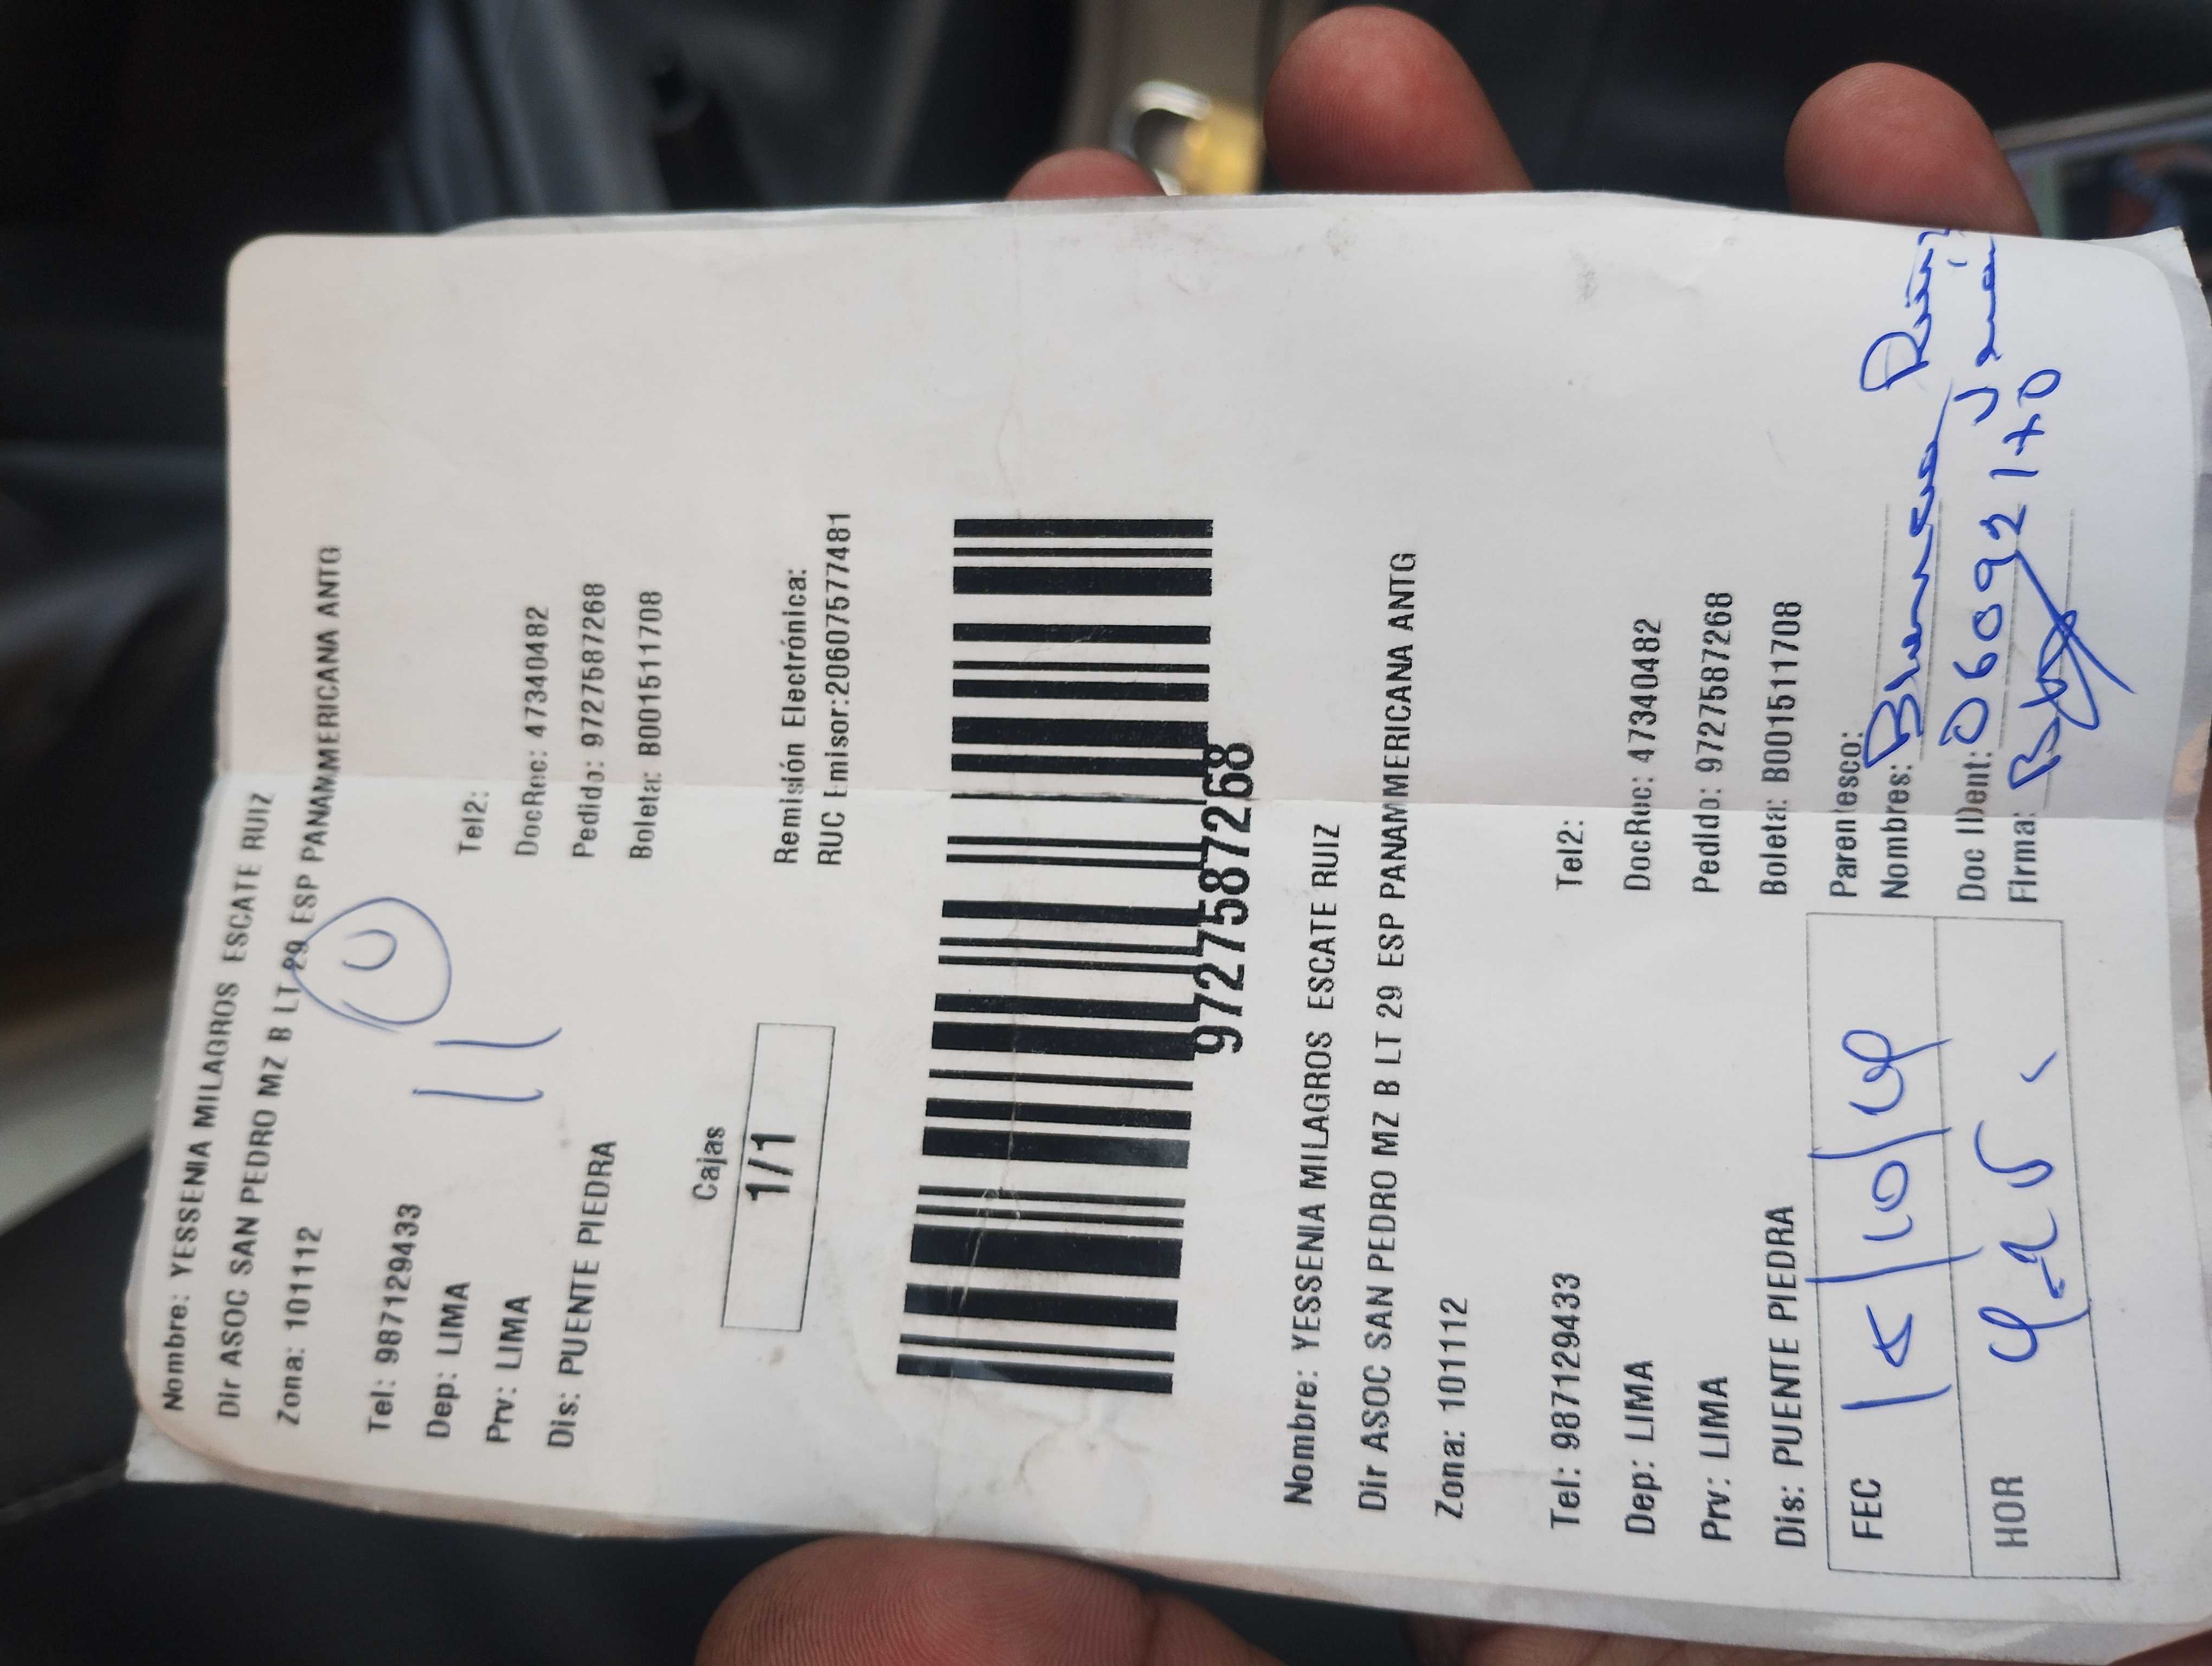 Nombre: YESSENIA MILAGROS ESCATE RUIZ
Dir ASOC SAN PEDRO MZ B LT 29 ESP PANAMMERICANA ANTG
Zona: 101112
Tel: 987129433
Tel2:
Dep: LIMA
DocRec: 47340482
Prv: LIMA
Pedido: 9727587268
Dis: PUENTE PIEDRA
Boleta: B001511708
Cajas
1/1
Remisión Electrónica:
RUC Emisor:20607577481
9727587268
Nombre: YESSENIA MILAGROS ESCATE RUIZ
Dir ASOC SAN PEDRO MZ B LT 29 ESP PANAMMERICANA ANTG
Zona: 101112
Tel: 987129433
Tel2:
Dep: LIMA
DocRec: 47340482
Prv: LIMA
Pedido: 9727587268
Dis: PUENTE PIEDRA
Boleta: B001511708
FEC
Parentesco:
Nombres: Blanca Ruiz
HOR
Doc IDent:
Firma: